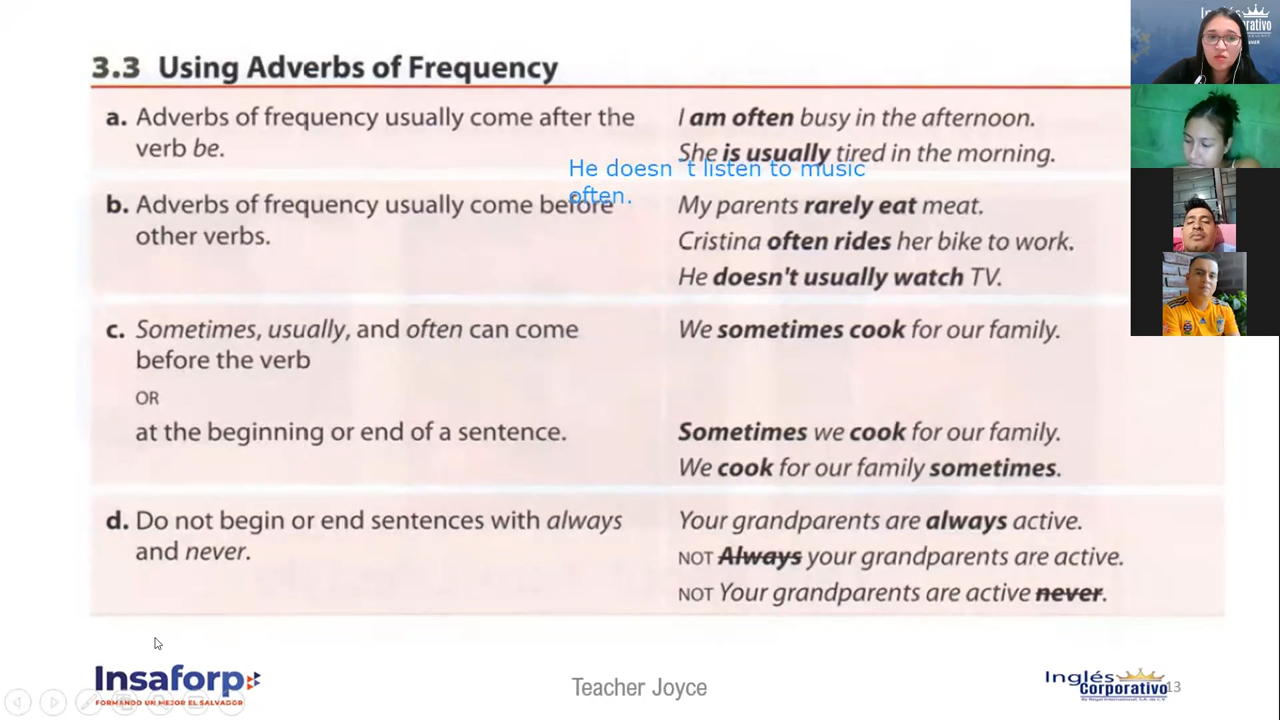 3.3 Using Adverbs of Frequency
a. Adverbs of frequency usually come after the
verb be.
I am often busy in the afternoon.
She is usually tired in the morning.
He doesn´t listen to music
often.
b. Adverbs of frequency usually come before
other verbs.
My parents rarely eat meat.
Cristina often rides her bike to work.
He doesn't usually watch TV.
c. Sometimes, usually, and often can come
before the verb
OR
at the beginning or end of a sentence.
We sometimes cook for our family.
Sometimes we cook for our family.
We cook for our family sometimes.
d. Do not begin or end sentences with always
and never.
Your grandparents are always active.
NOT Always your grandparents are active.
NOT Your grandparents are active never.
Insaforp
FORMANDO UN MEJOR EL SALVADOR
Teacher Joyce
Inglés
Corporativo
13